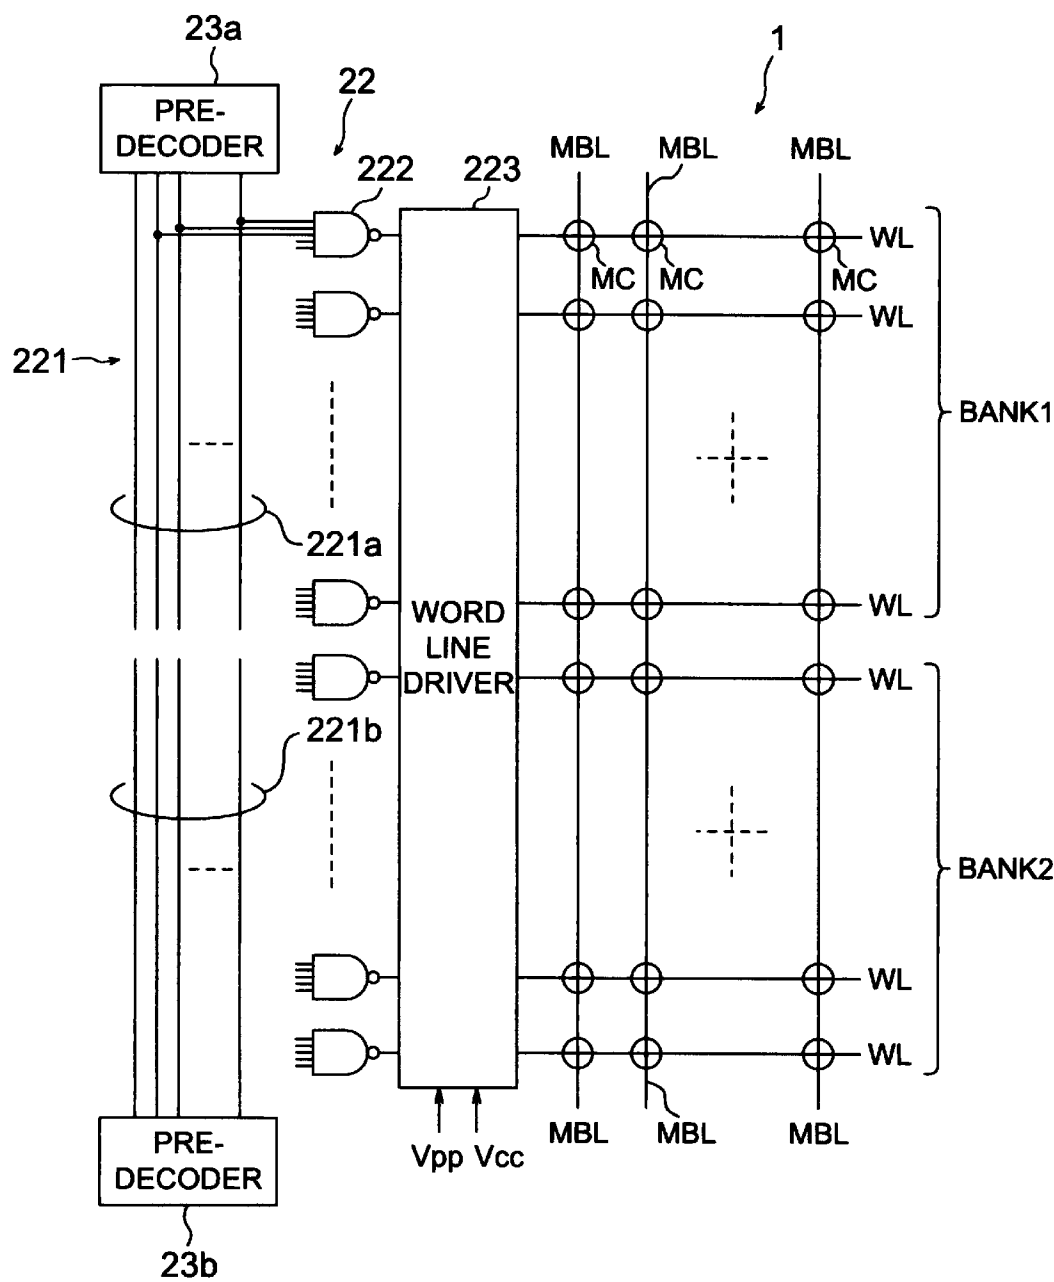 23a
1
PRE-
DECODER
22
MBL
MBL
MBL
222
223
WL
MC
MC
MC
WL
221
BANK1
221a
WL
WORD
LINE
DRIVER
WL
221b
BANK2
WL
WL
PRE-
DECODER
Vpp
Vcc
MBL
MBL
MBL
23b